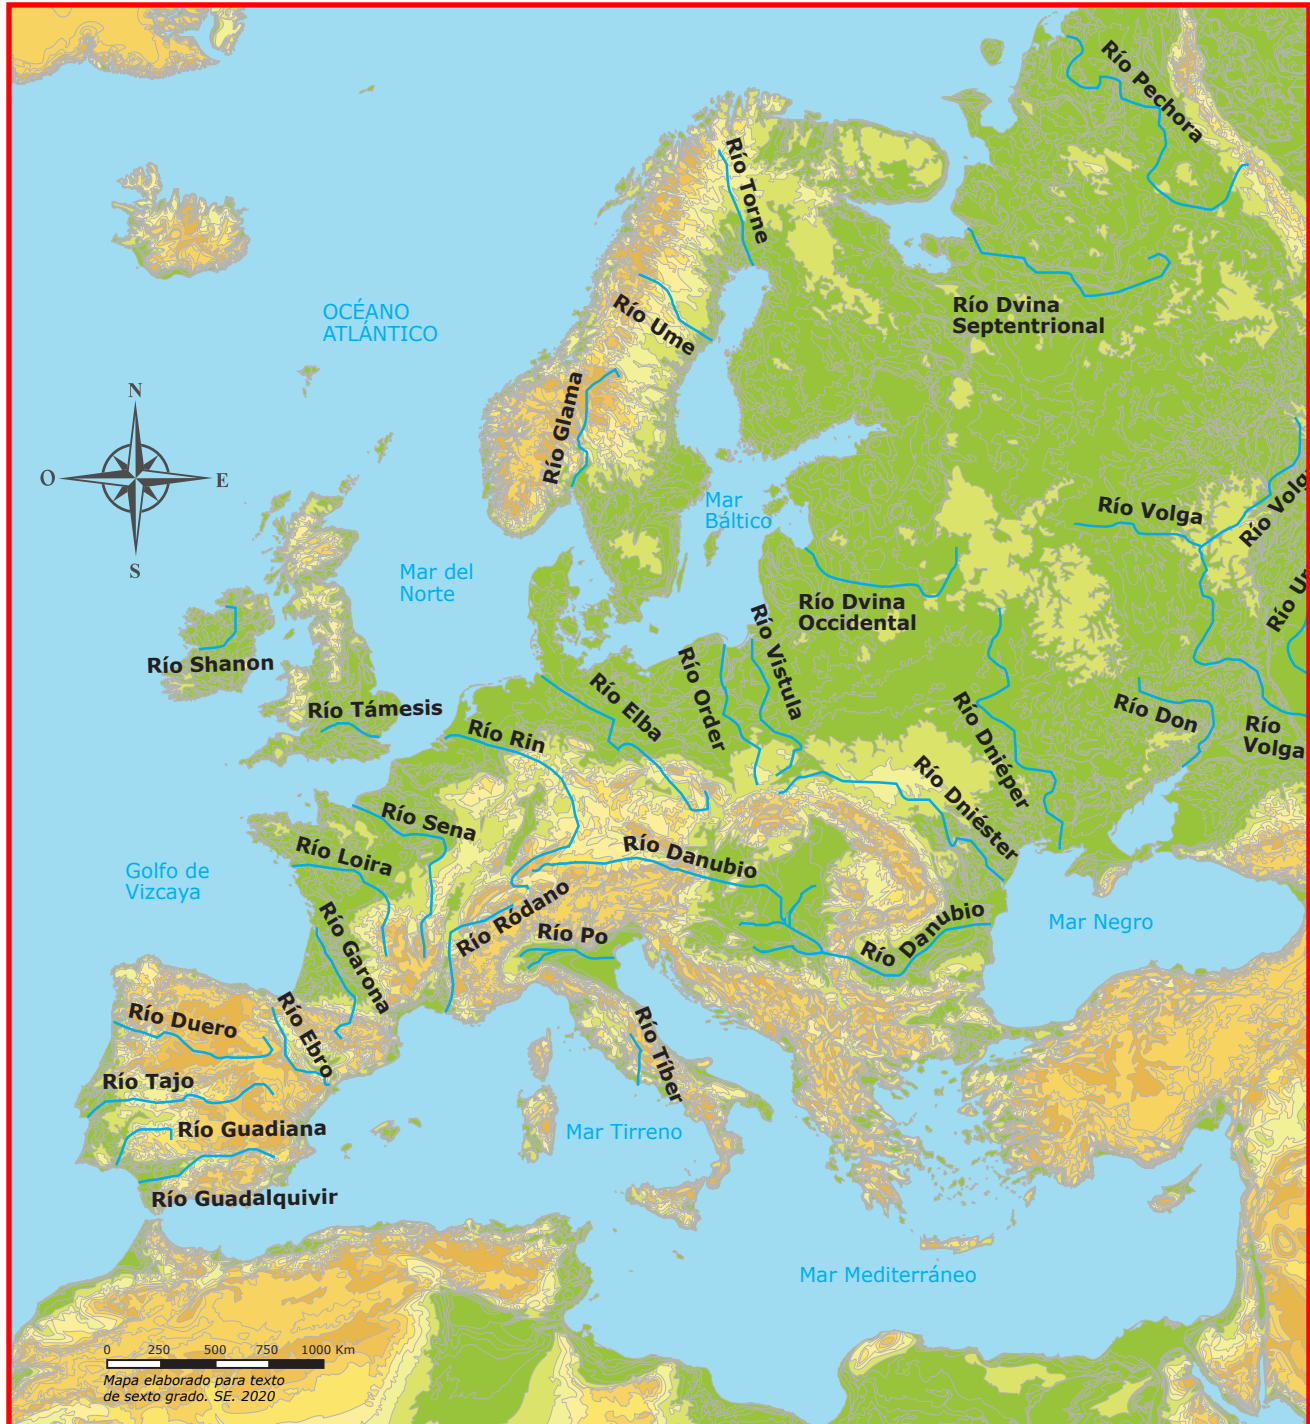 Río Pechora
Río Torne
Río Dvina
Septentrional
OCÉANO
ATLÁNTICO
Río Ume
Río Glama
N
O
E
S
Mar
Báltico
Río Volga
Río Volga
Mar del
Norte
Río Dvina
Occidental
Río Vistula
Río Shanon
Río Order
Río Elba
Río Támesis
Río Rin
Río Dniéper
Río Don
Río
Volga
Río Dniéster
Río Sena
Río Loira
Río Danubio
Golfo de
Vizcaya
Río Ródano
Río Garona
Río Po
Río Danubio
Mar Negro
Río Duero
Río Ebro
Río Tíber
Río Tajo
Río Guadiana
Mar Tirreno
Río Guadalquivir
Mar Mediterráneo
0 250 500 750 1000 Km
Mapa elaborado para texto
de sexto grado. SE. 2020